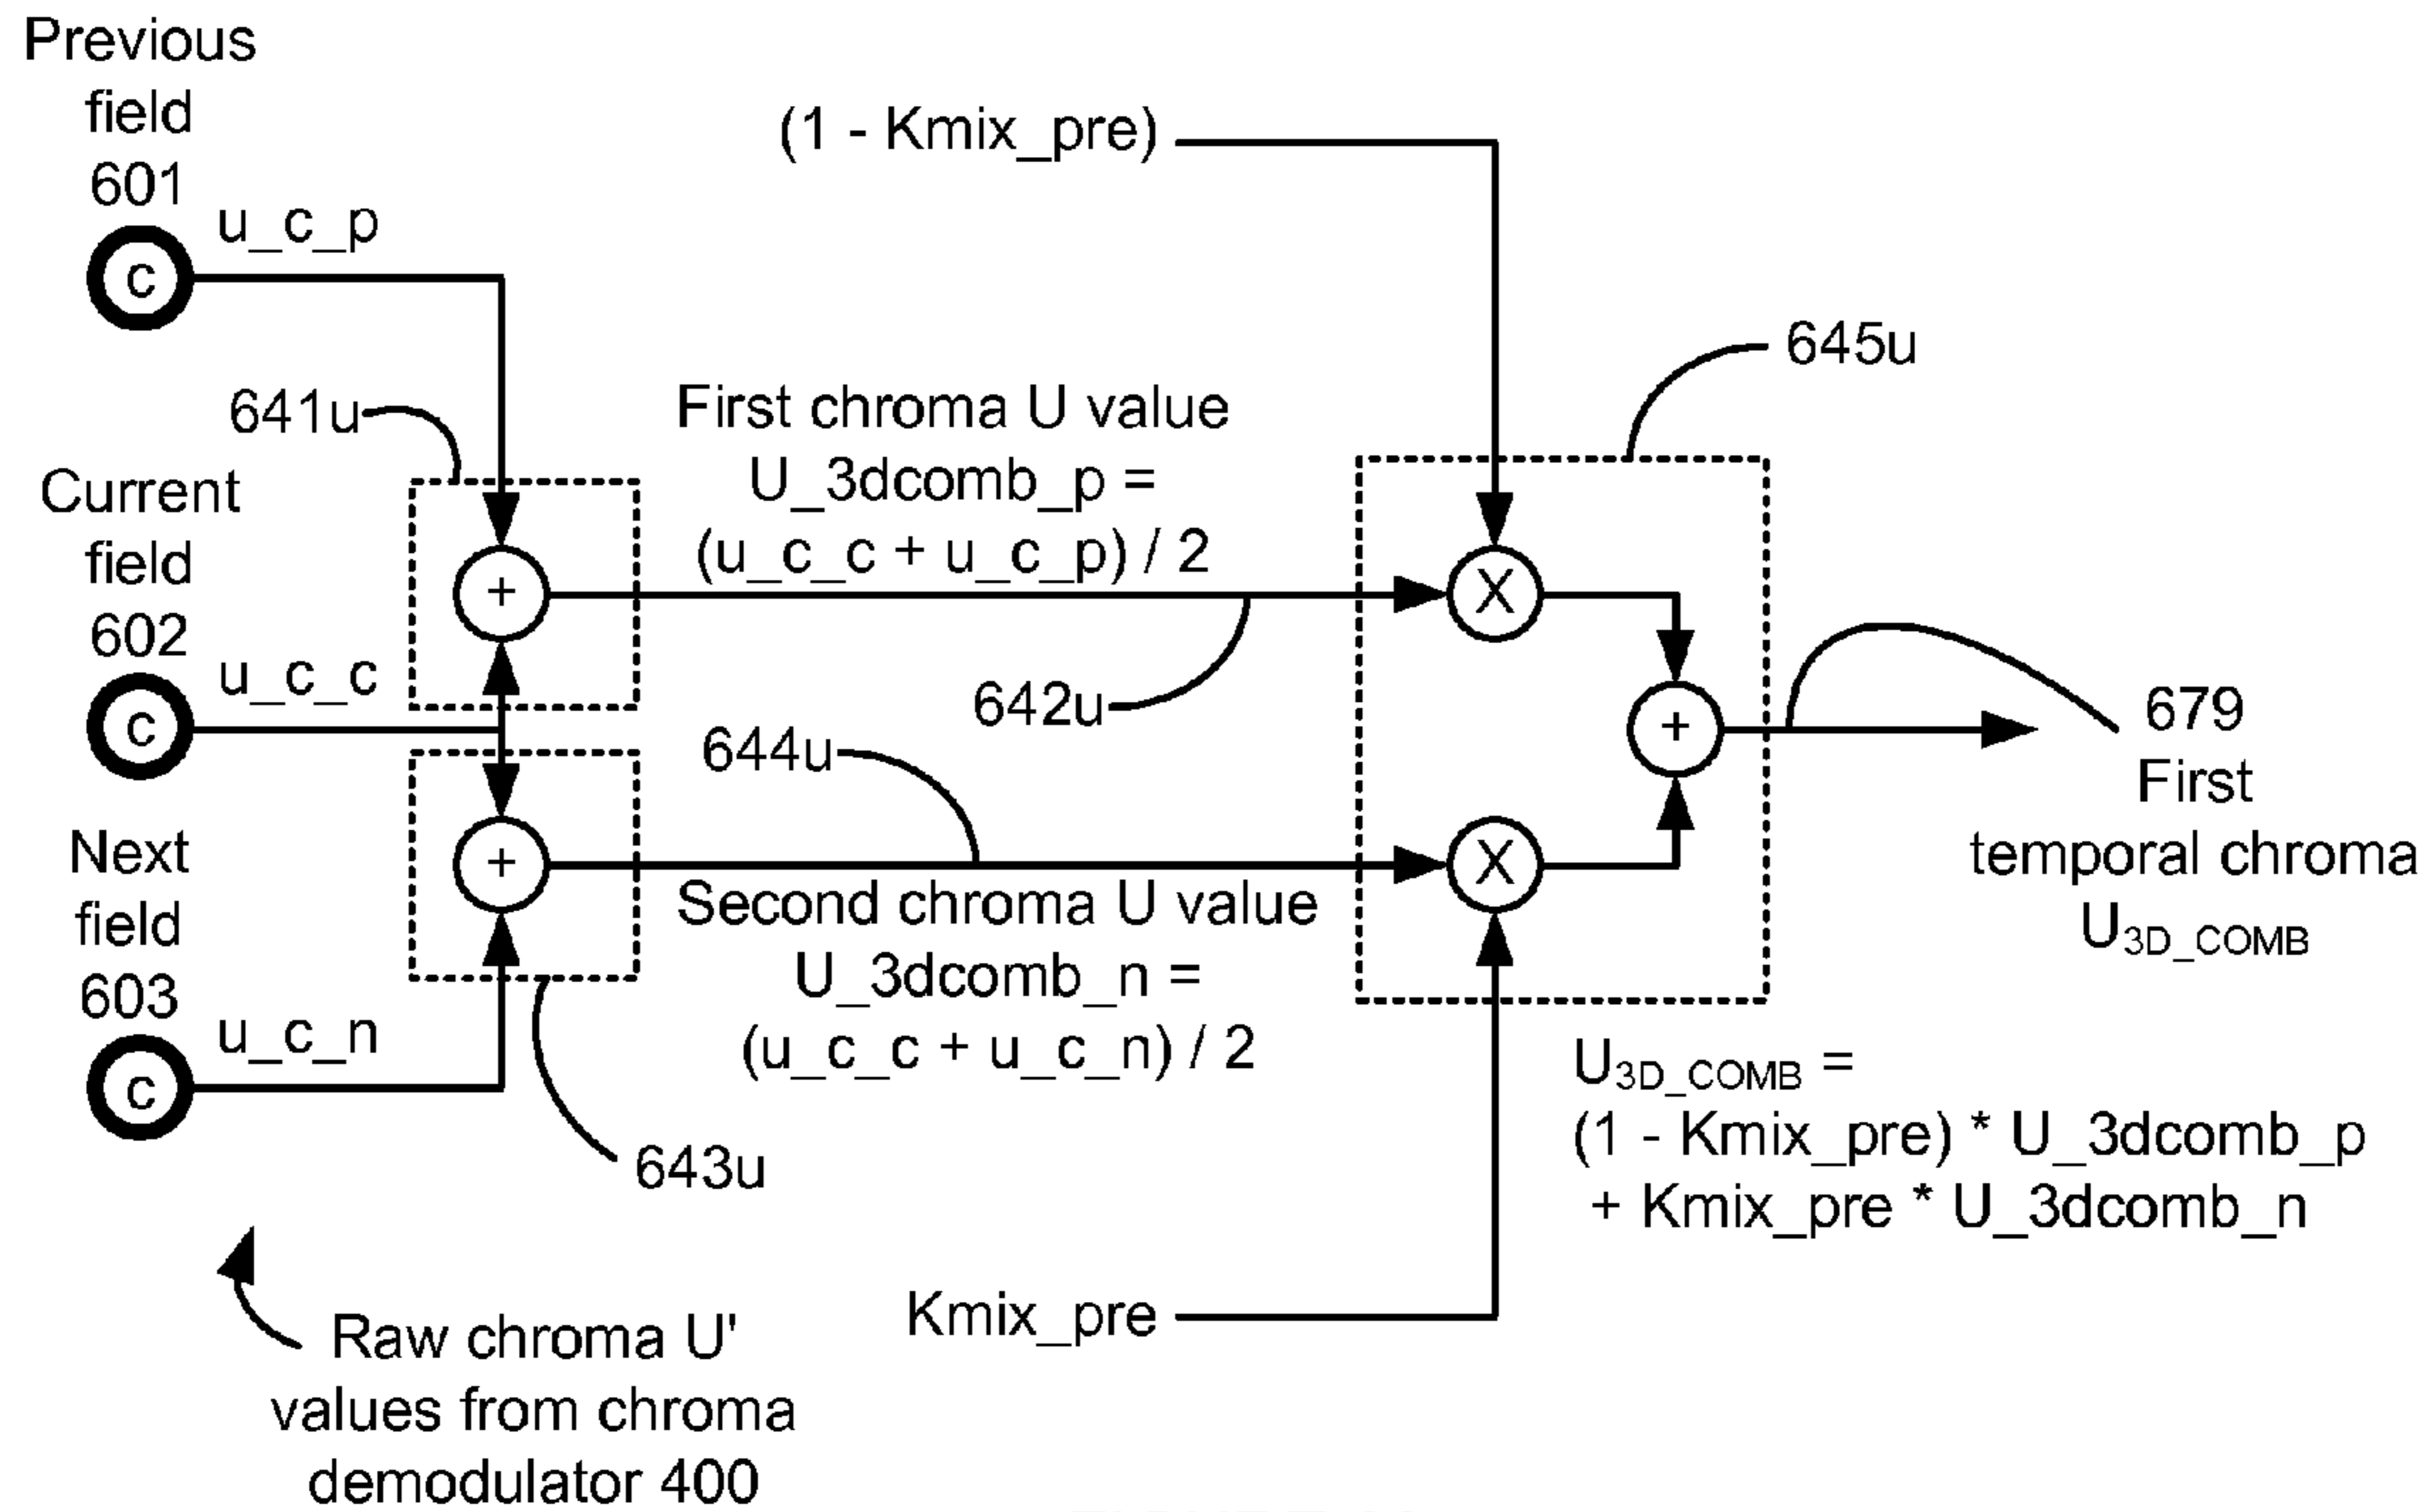 Previous
field
601
u_c_p
c
(1 - Kmix_pre)
645u
641u
First chroma U value
U_3dcomb_p =
(u_c_c + u_c_p) / 2
Current
field
602
u_c_c
c
+
X
642u
644u
+
679
First
temporal chroma
U3D_COMB
Next
field
603
u_c_n
c
+
X
Second chroma U value
U_3dcomb_n =
(u_c_c + u_c_n) / 2
643u
U3D_COMB =
(1 - Kmix_pre) * U_3dcomb_p
+ Kmix_pre * U_3dcomb_n
Kmix_pre
Raw chroma U'
values from chroma
demodulator 400